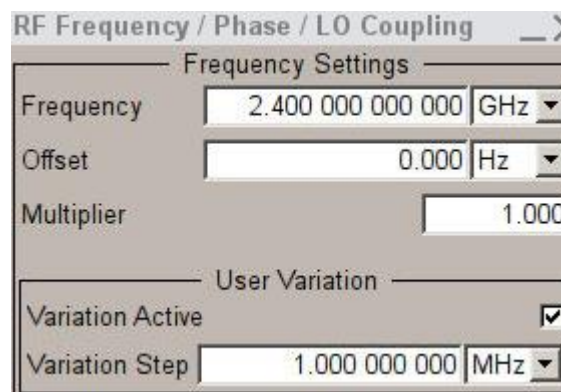 RF Frequency / Phase / LO Coupling
Frequency Settings
Frequency 2.400 000 000 000 GHz
Offset 0.000 Hz
Multiplier 1.000
User Variation
Variation Active
Variation Step 1.000 000 000 MHz